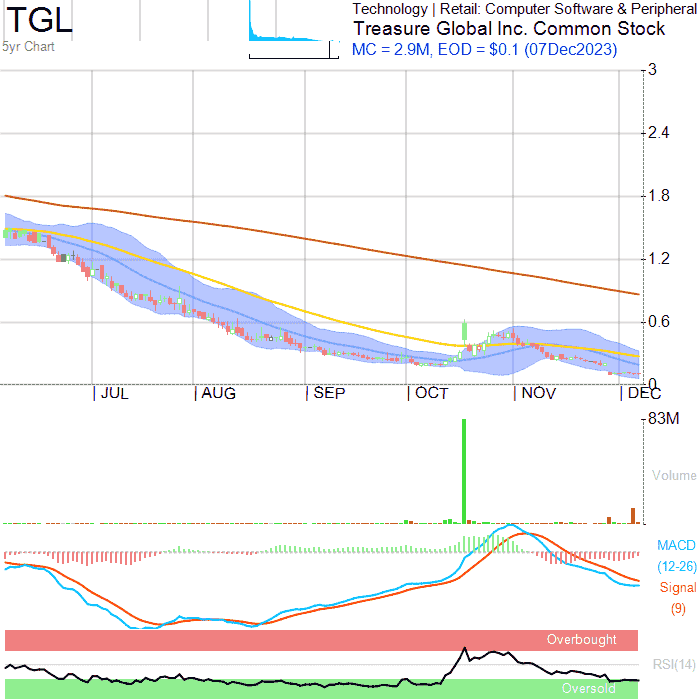 TGL
5yr Chart
Technology | Retail: Computer Software & Peripheral
Treasure Global Inc. Common Stock
MC = 2.9M, EOD = $0.1 (07Dec2023)
3
2.4
1.8
1.2
0.6
0
JUL
AUG
SEP
OCT
NOV
DEC
83M
Volume
MACD
(12-26)
Signal
(9)
Overbought
RSI(14)
Oversold